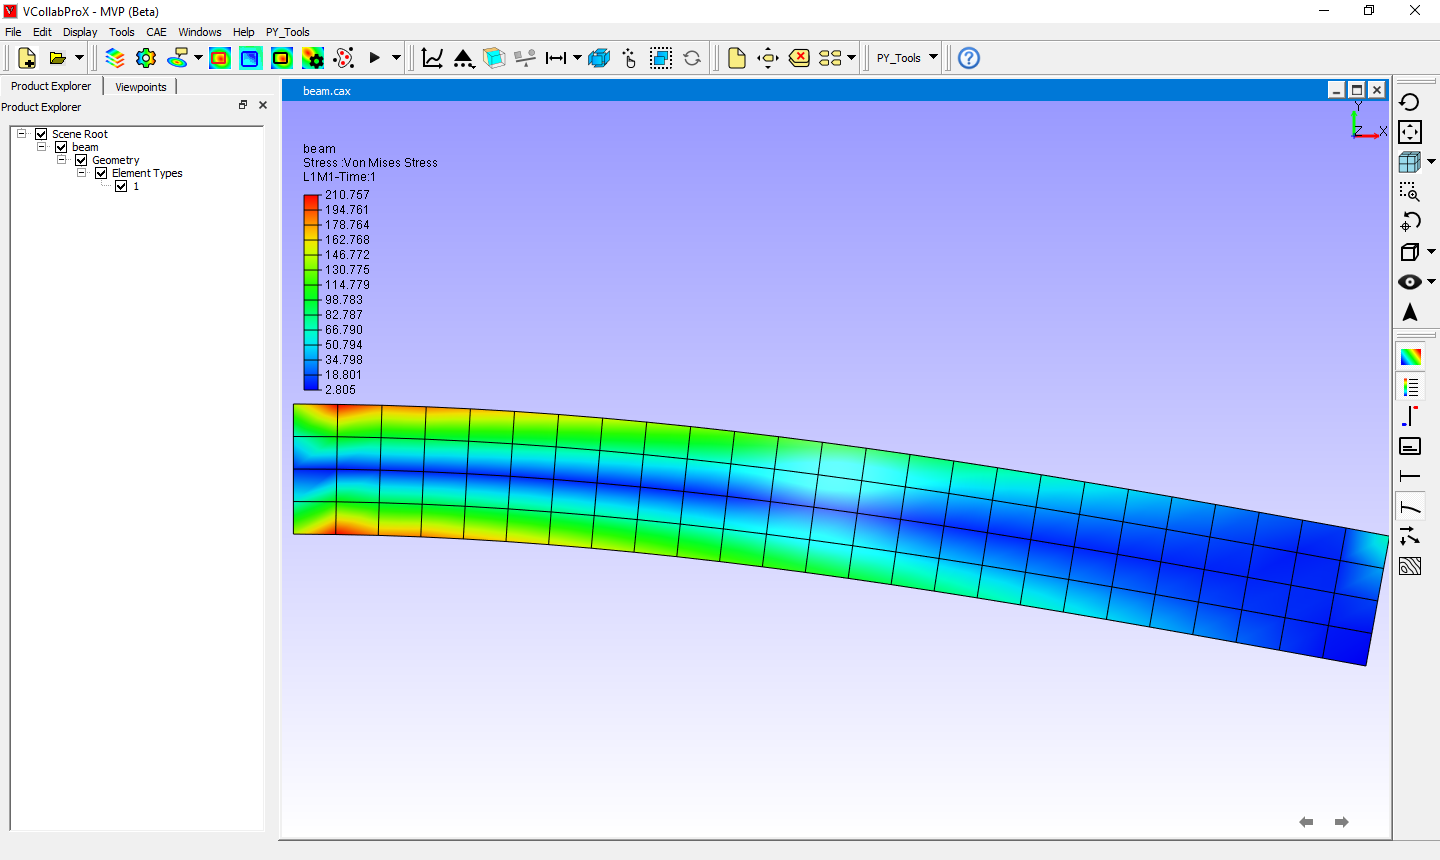 VCollabProX - MVP (Beta)
File Edit Display Tools CAE Windows Help PY_Tools
PY_Tools
Product Explorer Viewpoints
Product Explorer
Scene Root
beam
Geometry
Element Types
1
beam.cax
Y
Z X
beam
Stress :Von Mises Stress
L1M1-Time:1
210.757
194.761
178.764
162.768
146.772
130.775
114.779
98.783
82.787
66.790
50.794
34.798
18.801
2.805